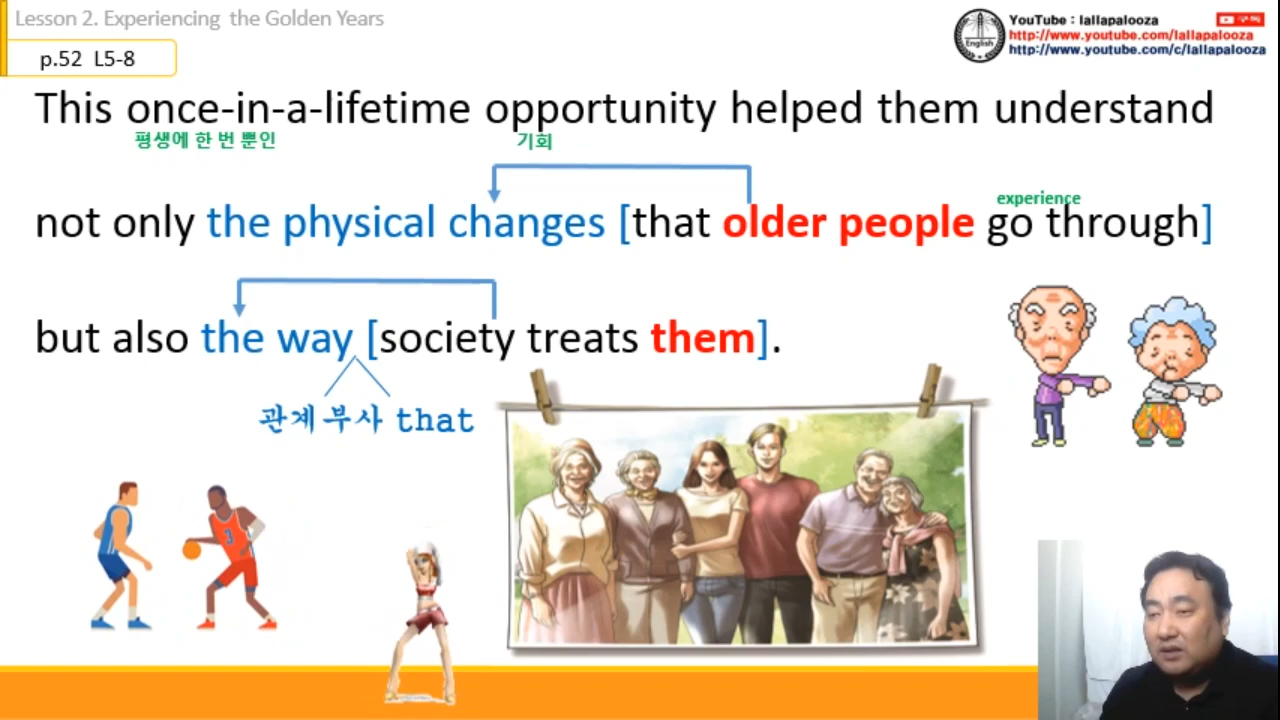 Lesson 2. Experiencing the Golden Years
p.52 L5-8
English
YouTube : lallapalooza
http://www.youtube.com/lallapalooza
http://www.youtube.com/c/lallapalooza
This once-in-a-lifetime opportunity helped them understand
평생에 한 번 뿐인 기회
experience
not only the physical changes [that older people go through]
but also the way [society treats them].
관계부사 that
3